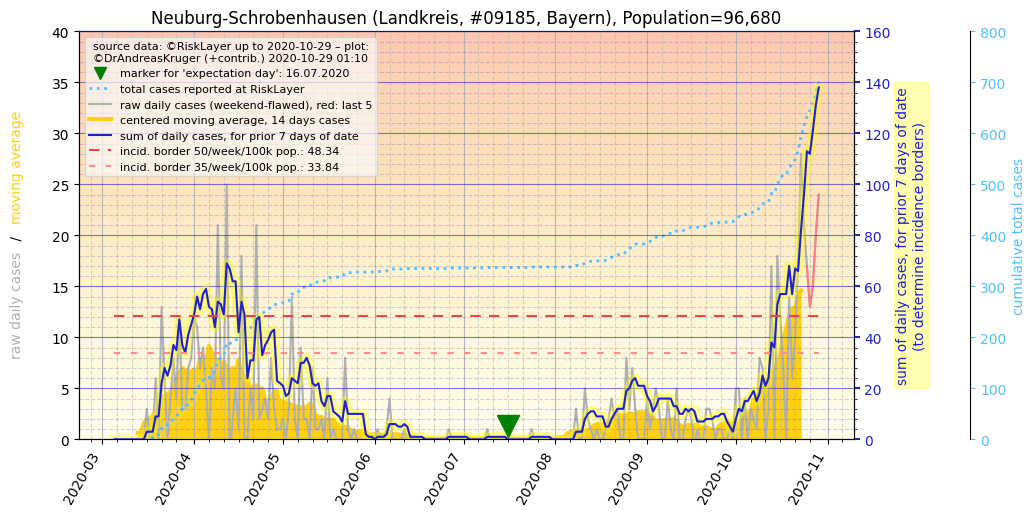 Neuburg-Schrobenhausen (Landkreis, #09185, Bayern), Population=96,680
source data: ©RiskLayer up to 2020-10-29 – plot:
©DrAndreasKruger (+contrib.) 2020-10-29 01:10
marker for 'expectation day': 16.07.2020
total cases reported at RiskLayer
raw daily cases (weekend-flawed), red: last 5
centered moving average, 14 days cases
sum of daily cases, for prior 7 days of date
incid. border 50/week/100k pop.: 48.34
incid. border 35/week/100k pop.: 33.84
raw daily cases / moving average
40
35
30
25
20
15
10
5
0
160
140
120
100
80
60
40
20
0
sum of daily cases, for prior 7 days of date
(to determine incidence borders)
800
700
600
500
400
300
200
100
0
cumulative total cases
2020-03
2020-04
2020-05
2020-06
2020-07
2020-08
2020-09
2020-10
2020-11